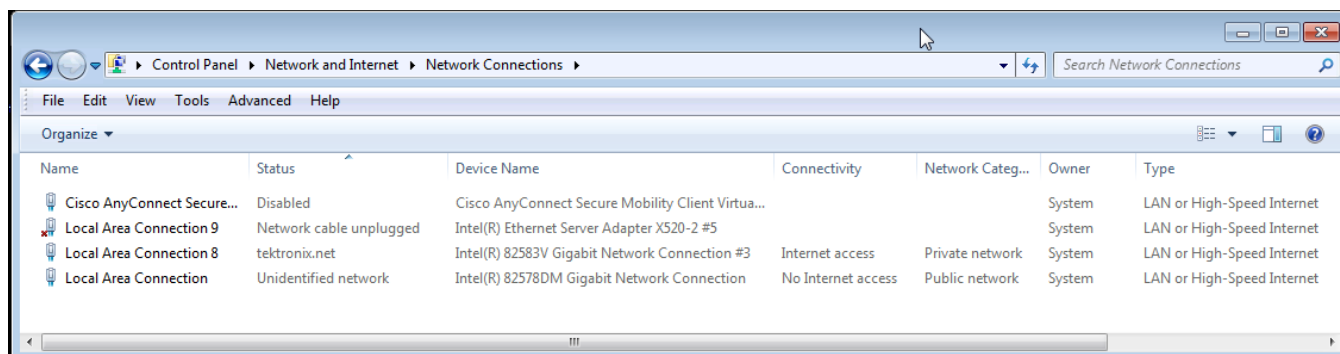 Control Panel ▸ Network and Internet ▸ Network Connections ▸ Search Network Connections
File Edit View Tools Advanced Help
Organize
Name Status Device Name Connectivity Network Categ... Owner Type
Cisco AnyConnect Secure... Disabled Cisco AnyConnect Secure Mobility Client Virtua... System LAN or High-Speed Internet
Local Area Connection 9 Network cable unplugged Intel(R) Ethernet Server Adapter X520-2 #5 System LAN or High-Speed Internet
Local Area Connection 8 tektronix.net Intel(R) 82583V Gigabit Network Connection #3 Internet access Private network System LAN or High-Speed Internet
Local Area Connection Unidentified network Intel(R) 82578DM Gigabit Network Connection No Internet access Public network System LAN or High-Speed Internet